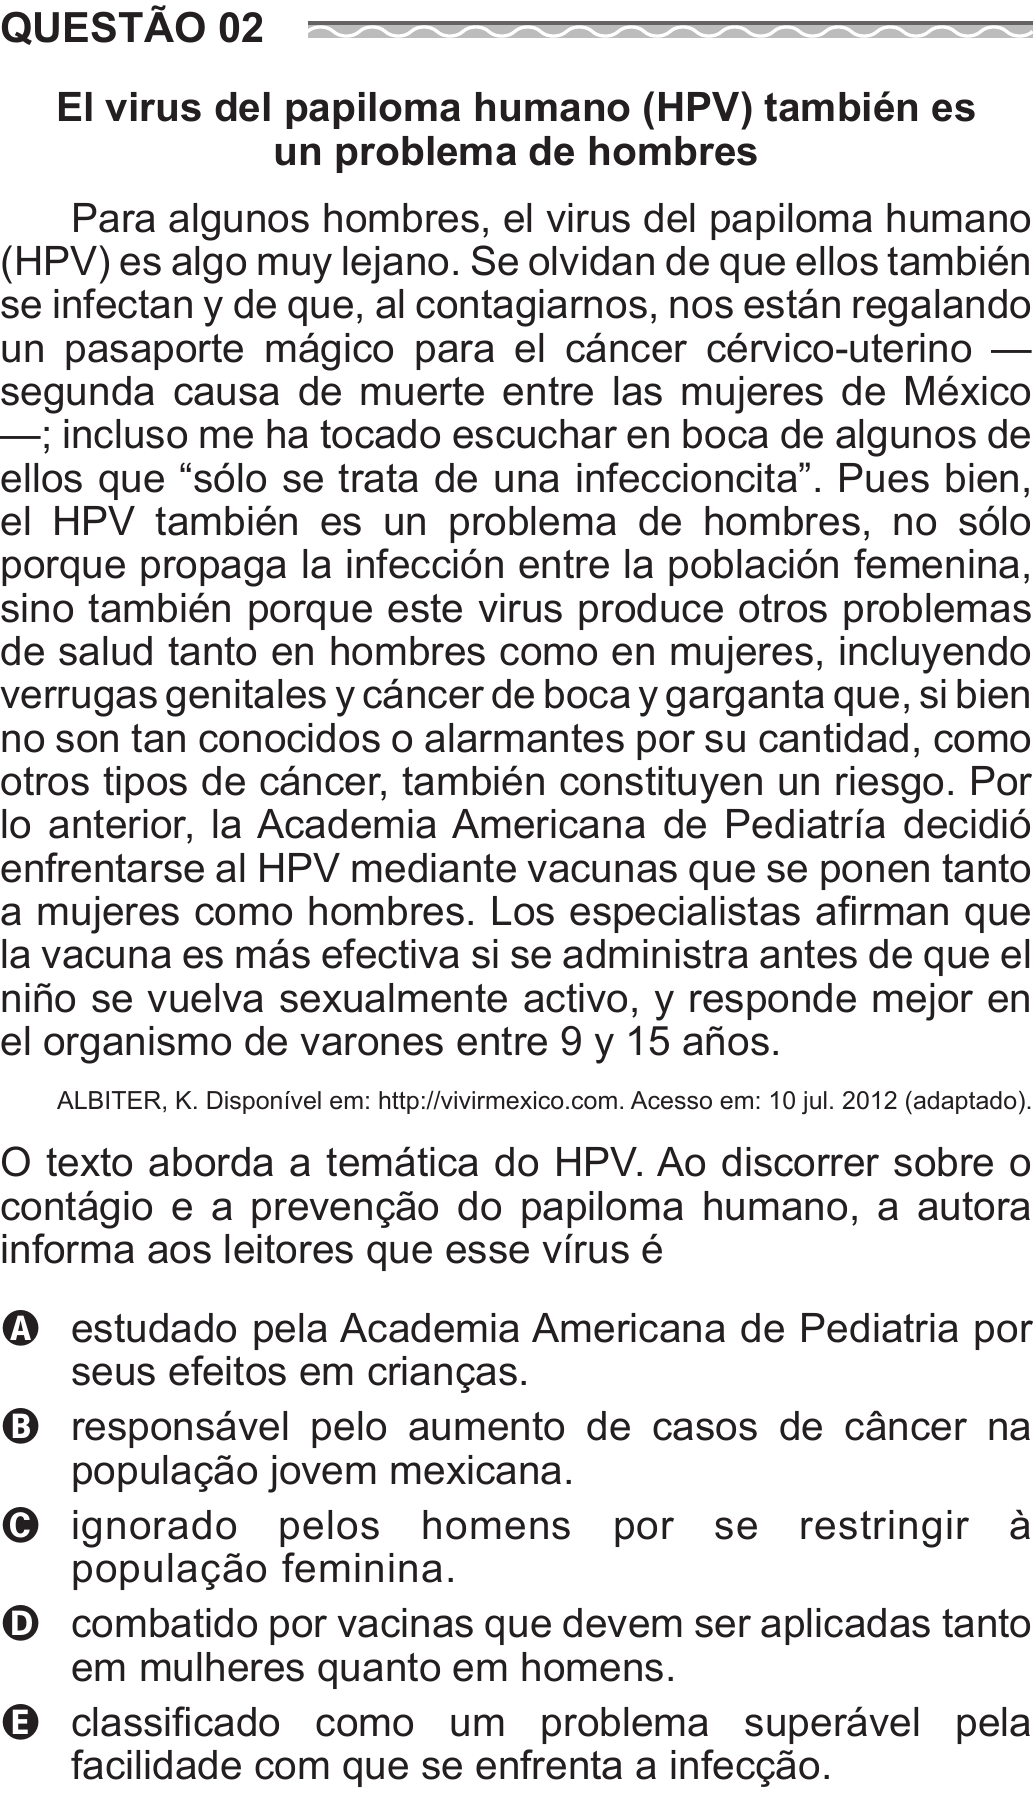 QUESTÃO 02
El virus del papiloma humano (HPV) también es
un problema de hombres
Para algunos hombres, el virus del papiloma humano
(HPV) es algo muy lejano. Se olvidan de que ellos también
se infectan y de que, al contagiarnos, nos están regalando
un pasaporte mágico para el cáncer cérvico-uterino —
segunda causa de muerte entre las mujeres de México
—; incluso me ha tocado escuchar en boca de algunos de
ellos que “sólo se trata de una infeccioncita”. Pues bien,
el HPV también es un problema de hombres, no sólo
porque propaga la infección entre la población femenina,
sino también porque este virus produce otros problemas
de salud tanto en hombres como en mujeres, incluyendo
verrugas genitales y cáncer de boca y garganta que, si bien
no son tan conocidos o alarmantes por su cantidad, como
otros tipos de cáncer, también constituyen un riesgo. Por
lo anterior, la Academia Americana de Pediatría decidió
enfrentarse al HPV mediante vacunas que se ponen tanto
a mujeres como hombres. Los especialistas afirman que
la vacuna es más efectiva si se administra antes de que el
niño se vuelva sexualmente activo, y responde mejor en
el organismo de varones entre 9 y 15 años.
ALBITER, K. Disponível em: http://vivirmexico.com. Acesso em: 10 jul. 2012 (adaptado).
O texto aborda a temática do HPV. Ao discorrer sobre o
contágio e a prevenção do papiloma humano, a autora
informa aos leitores que esse vírus é
A estudado pela Academia Americana de Pediatria por
seus efeitos em crianças.
B responsável pelo aumento de casos de câncer na
população jovem mexicana.
C ignorado pelos homens por se restringir à
população feminina.
D combatido por vacinas que devem ser aplicadas tanto
em mulheres quanto em homens.
E classificado como um problema superável pela
facilidade com que se enfrenta a infecção.